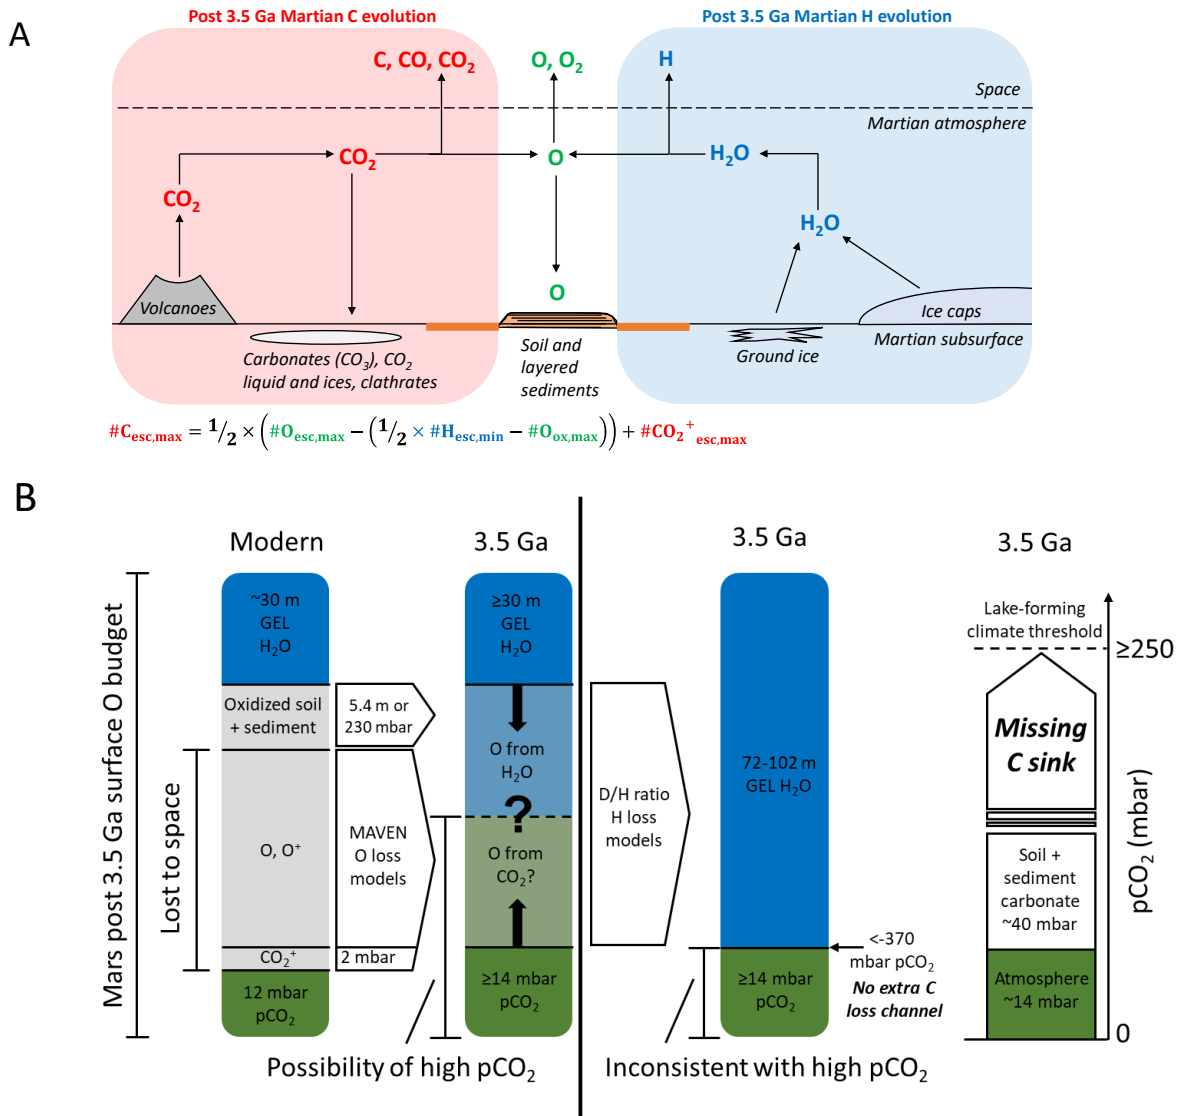 A
Post 3.5 Ga Martian C evolution
Post 3.5 Ga Martian H evolution
C, CO, CO₂
O, O₂
H
Space
Martian atmosphere
CO₂
O
H₂O
CO₂
H₂O
Volcanoes
O
Ice caps
Carbonates (CO₃), CO₂
liquid and ices, clathrates
Soil and
layered
sediments
Ground ice
Martian subsurface
#C_esc,max = 1/2 × (#O_esc,max − (1/2 × #H_esc,min − #O_ox,max)) + #CO₂⁺_esc,max
B
Modern
3.5 Ga
3.5 Ga
3.5 Ga
Mars post 3.5 Ga surface O budget
~30 m
GEL
H₂O
Oxidized soil
+ sediment
5.4 m or
230 mbar
Lost to space
O, O⁺
MAVEN
O loss
models
CO₂⁺
2 mbar
12 mbar
pCO₂
≥30 m
GEL
H₂O
O from
H₂O
?
O from
CO₂?
≥14 mbar
pCO₂
Possibility of high pCO₂
D/H ratio
H loss
models
72-102 m
GEL H₂O
≥14 mbar
pCO₂
<-370
mbar pCO₂
No extra C
loss channel
Inconsistent with high pCO₂
Lake-forming
climate threshold
≥250
Missing
C sink
Soil +
sediment
carbonate
~40 mbar
Atmosphere
~14 mbar
0
pCO₂ (mbar)